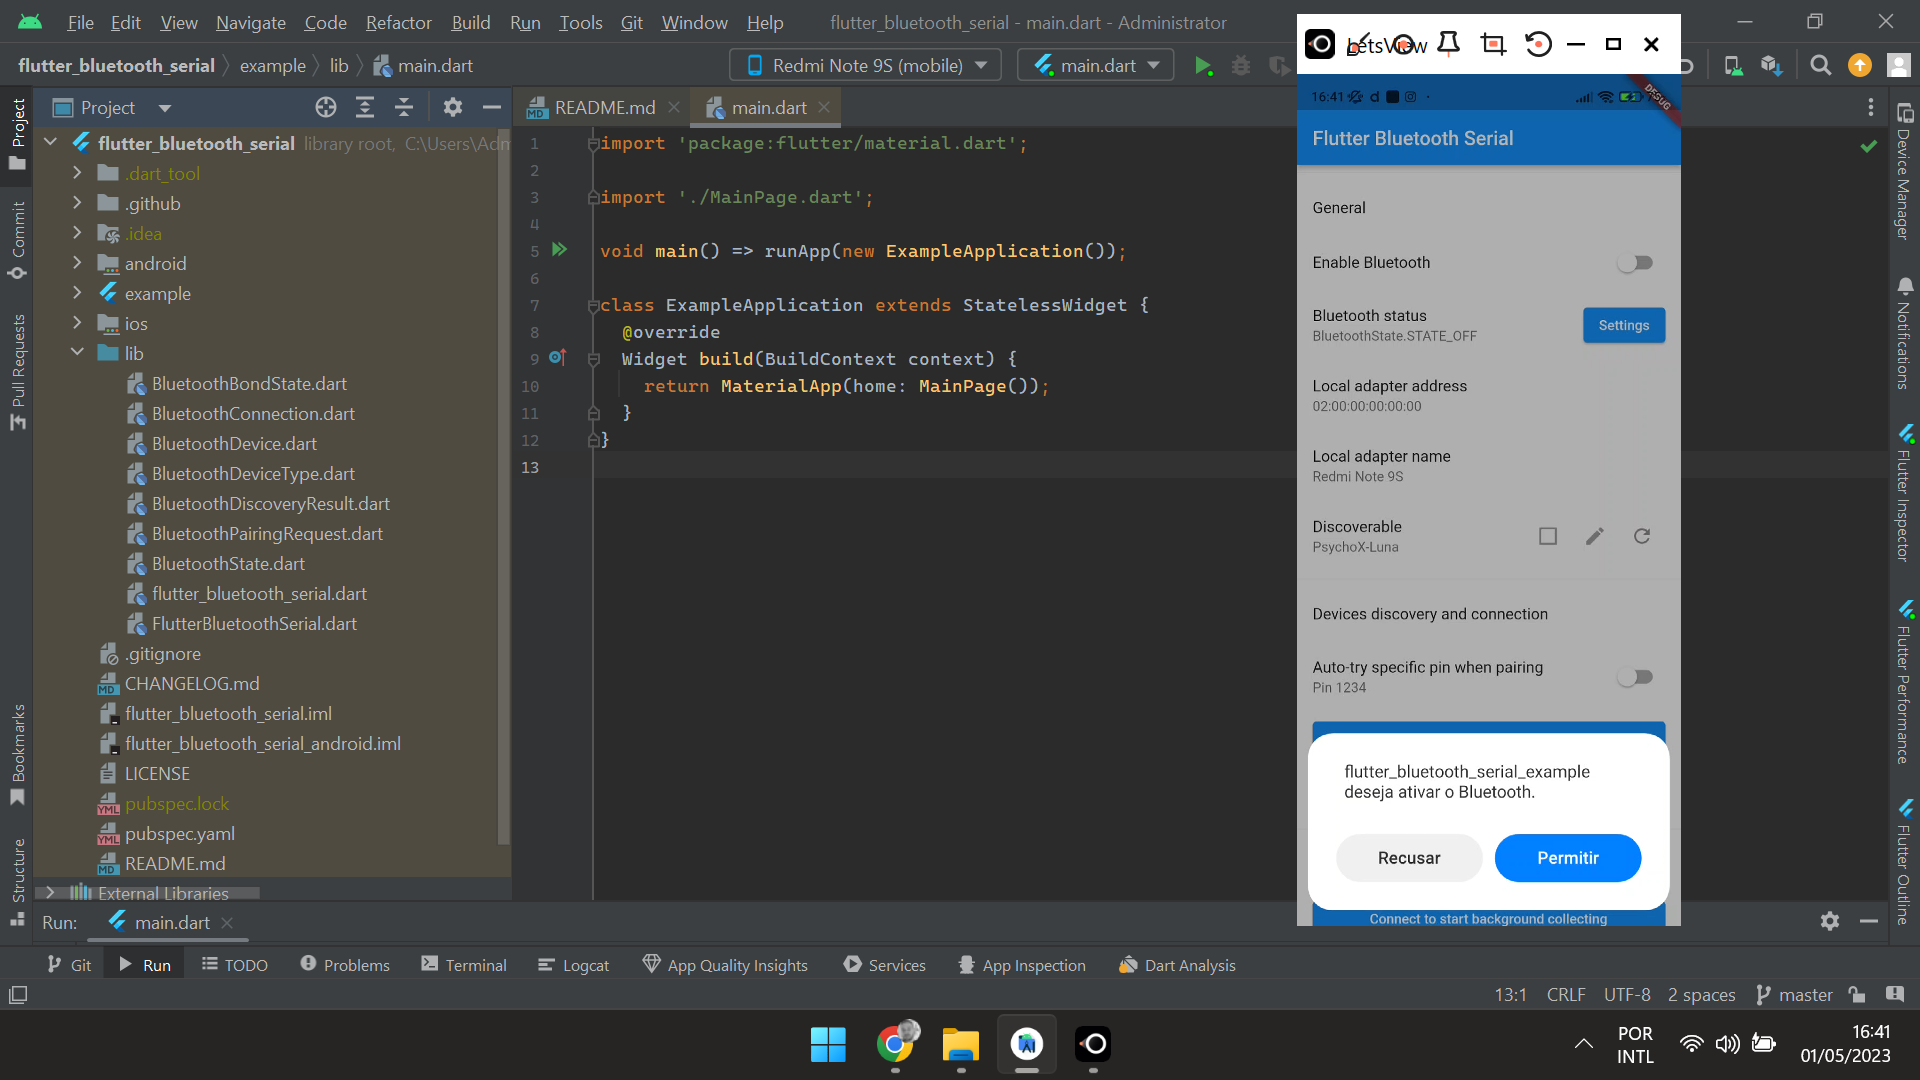 File Edit View Navigate Code Refactor Build Run Tools Git Window Help flutter_bluetooth_serial - main.dart - Administrator
flutter_bluetooth_serial example lib main.dart
Redmi Note 9S (mobile) main.dart
Project
README.md main.dart
Project
Commit
Pull Requests
Bookmarks
Structure
flutter_bluetooth_serial library root, C:\Users\Adm
.dart_tool
.github
.idea
android
example
ios
lib
BluetoothBondState.dart
BluetoothConnection.dart
BluetoothDevice.dart
BluetoothDeviceType.dart
BluetoothDiscoveryResult.dart
BluetoothPairingRequest.dart
BluetoothState.dart
flutter_bluetooth_serial.dart
FlutterBluetoothSerial.dart
.gitignore
CHANGELOG.md
flutter_bluetooth_serial.iml
flutter_bluetooth_serial_android.iml
LICENSE
pubspec.lock
pubspec.yaml
README.md
External Libraries
1 import 'package:flutter/material.dart';
2
3 import './MainPage.dart';
4
5 void main() => runApp(new ExampleApplication());
6
7 class ExampleApplication extends StatelessWidget {
8 @override
9 Widget build(BuildContext context) {
10 return MaterialApp(home: MainPage());
11 }
12 }
13
LetsView
16:41
DEBUG
Flutter Bluetooth Serial
General
Enable Bluetooth
Bluetooth status
BluetoothState.STATE_OFF
Settings
Local adapter address
02:00:00:00:00:00
Local adapter name
Redmi Note 9S
Discoverable
PsychoX-Luna
Devices discovery and connection
Auto-try specific pin when pairing
Pin 1234
flutter_bluetooth_serial_example
deseja ativar o Bluetooth.
Recusar Permitir
Connect to start background collecting
Device Manager
Notifications
Flutter Inspector
Flutter Performance
Flutter Outline
Run: main.dart
Git Run TODO Problems Terminal Logcat App Quality Insights Services App Inspection Dart Analysis
13:1 CRLF UTF-8 2 spaces master
POR
INTL
16:41
01/05/2023